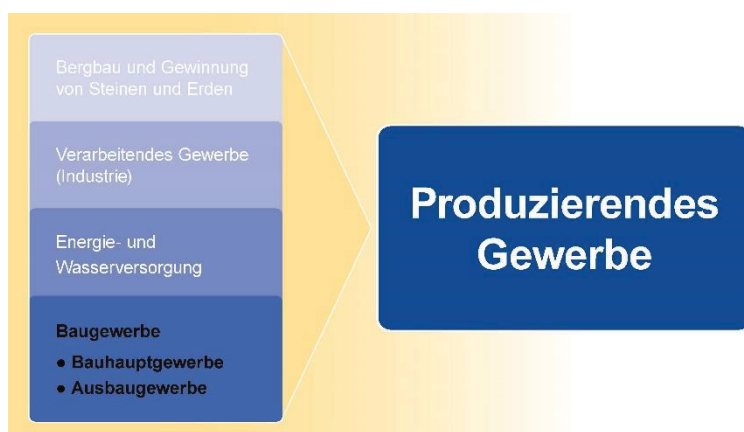 Bergbau und Gewinnung
von Steinen und Erden
Verarbeitendes Gewerbe
(Industrie)
Energie- und
Wasserversorgung
Baugewerbe
● Bauhauptgewerbe
● Ausbaugewerbe
Produzierendes
Gewerbe